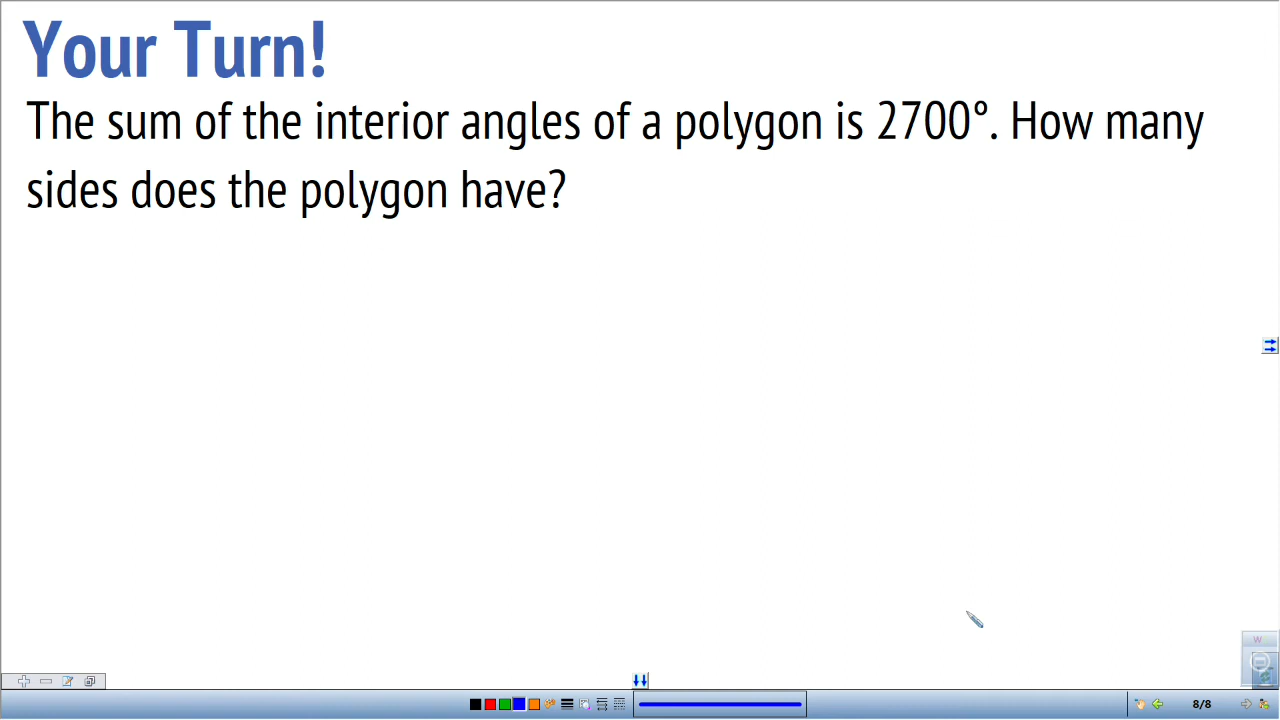 Your Turn!
The sum of the interior angles of a polygon is 2700°. How many
sides does the polygon have?
W
8/8